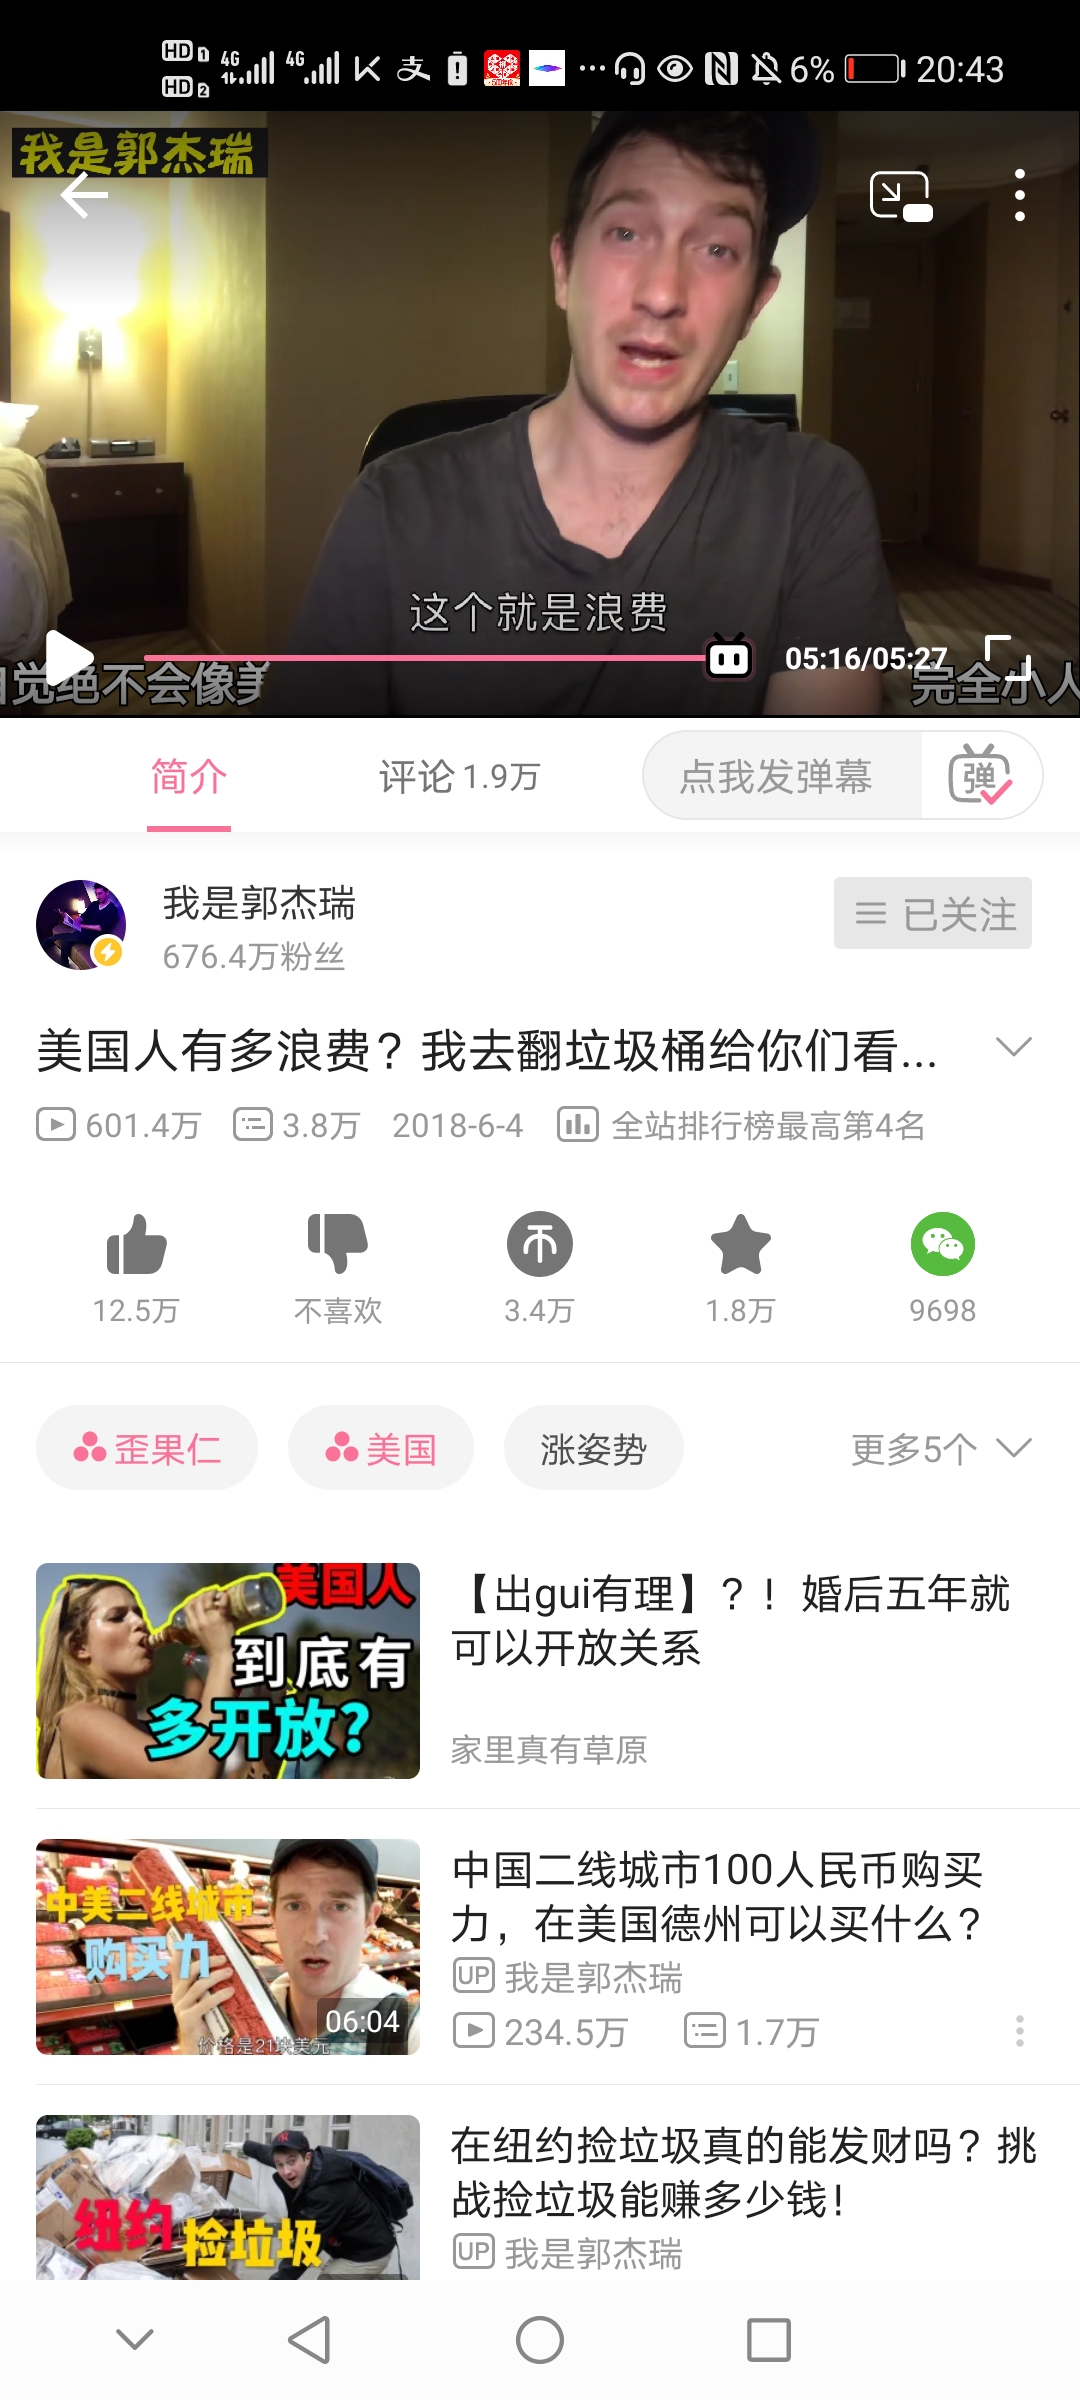 HD 1
HD 2
4G
4G
支
6%
20:43
我是郭杰瑞
这个就是浪费
05:16/05:27
觉绝不会像美
完全小人
简介
评论 1.9万
点我发弹幕
弹
我是郭杰瑞
676.4万粉丝
已关注
美国人有多浪费？我去翻垃圾桶给你们看...
601.4万
3.8万
2018-6-4
全站排行榜最高第4名
12.5万
不喜欢
3.4万
1.8万
9698
歪果仁
美国
涨姿势
更多5个
美国人
到底有
多开放?
【出gui有理】？！婚后五年就
可以开放关系
家里真有草原
中美二线城市
购买力
价格是21块美元
06:04
中国二线城市100人民币购买
力，在美国德州可以买什么？
UP 我是郭杰瑞
234.5万
1.7万
纽约
捡垃圾
在纽约捡垃圾真的能发财吗？挑
战捡垃圾能赚多少钱！
UP 我是郭杰瑞